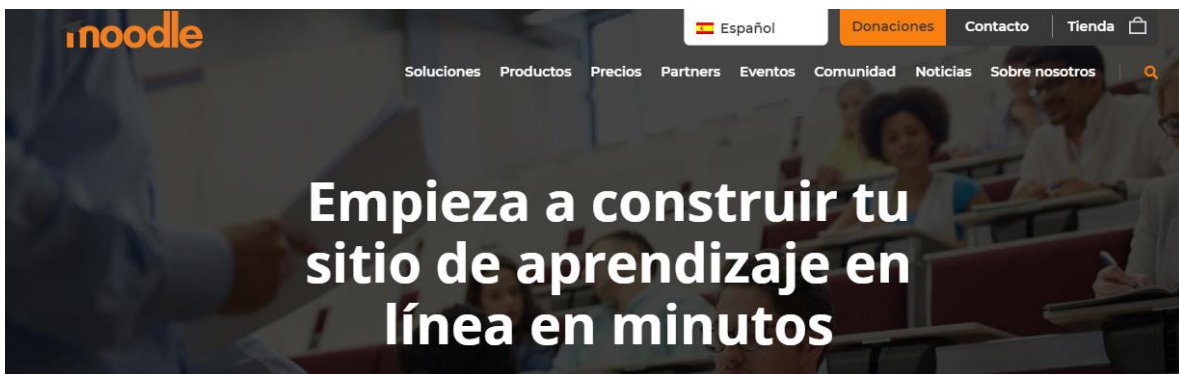 moodle
Español
Donaciones
Contacto
Tienda
Soluciones Productos Precios Partners Eventos Comunidad Noticias Sobre nosotros
Empieza a construir tu
sitio de aprendizaje en
línea en minutos